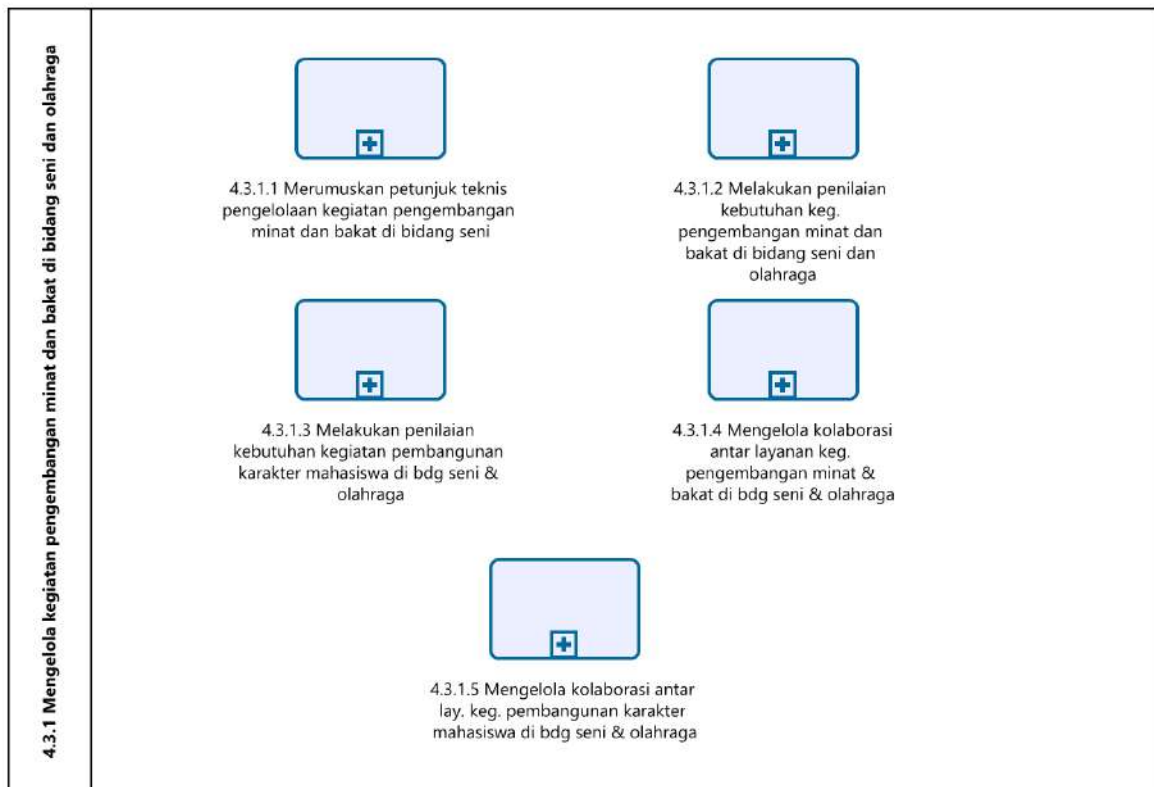 4.3.1 Mengelola kegiatan pengembangan minat dan bakat di bidang seni dan olahraga
4.3.1.1 Merumuskan petunjuk teknis
pengelolaan kegiatan pengembangan
minat dan bakat di bidang seni
4.3.1.2 Melakukan penilaian
kebutuhan keg.
pengembangan minat dan
bakat di bidang seni dan
olahraga
4.3.1.3 Melakukan penilaian
kebutuhan kegiatan pembangunan
karakter mahasiswa di bdg seni &
olahraga
4.3.1.4 Mengelola kolaborasi
antar layanan keg.
pengembangan minat &
bakat di bdg seni & olahraga
4.3.1.5 Mengelola kolaborasi antar
lay. keg. pembangunan karakter
mahasiswa di bdg seni & olahraga